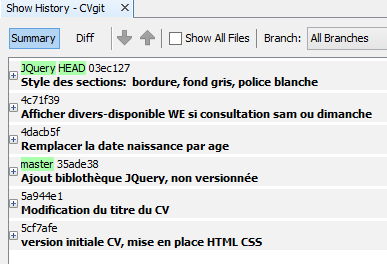 Show History - CVgit
Summary Diff Show All Files Branch: All Branches
JQuery HEAD 03ec127
Style des sections: bordure, fond gris, police blanche
4c71f39
Afficher divers-disponible WE si consultation sam ou dimanche
4dacb5f
Remplacer la date naissance par age
master 35ade38
Ajout biblothèque JQuery, non versionnée
5a944e1
Modification du titre du CV
5cf7afe
version initiale CV, mise en place HTML CSS